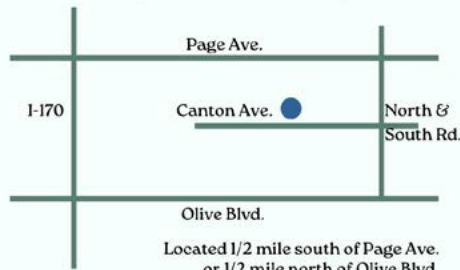 Page Ave.
I-170
Canton Ave.
North &
South Rd.
Olive Blvd.
Located 1/2 mile south of Page Ave.
or 1/2 mile north of Olive Blvd.